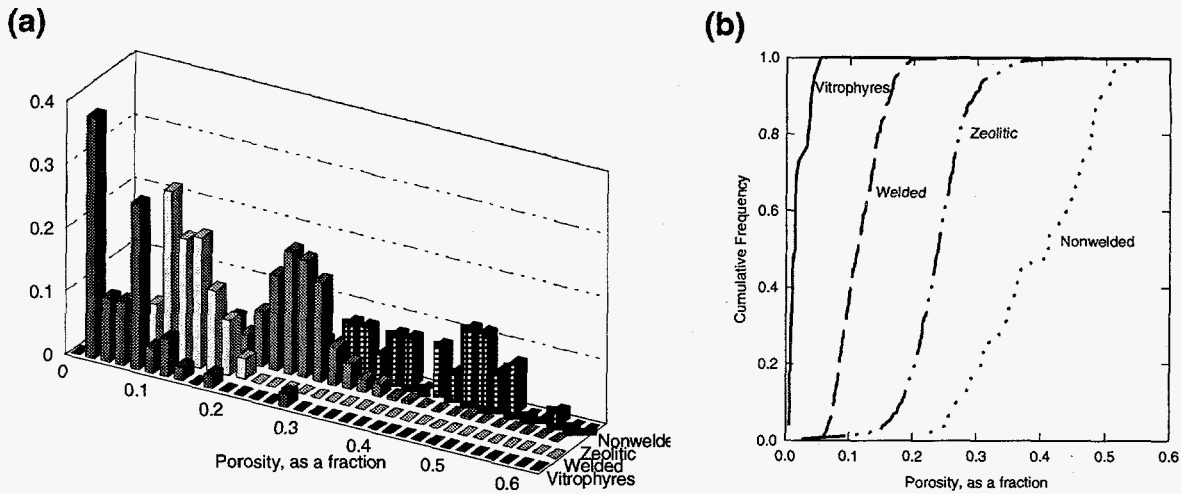 (a)
0.4
0.3
0.2
0.1
0
0
0.1
0.2
0.3
0.4
0.5
0.6
Porosity, as a fraction
Nonwelde
Zeolitic
Welded
Vitrophyres
(b)
1.0
0.8
0.6
0.4
0.2
0.0
Cumulative Frequency
Vitrophyres
Zeolitic
Welded
Nonwelded
0.0
0.1
0.2
0.3
0.4
0.5
0.6
Porosity, as a fraction